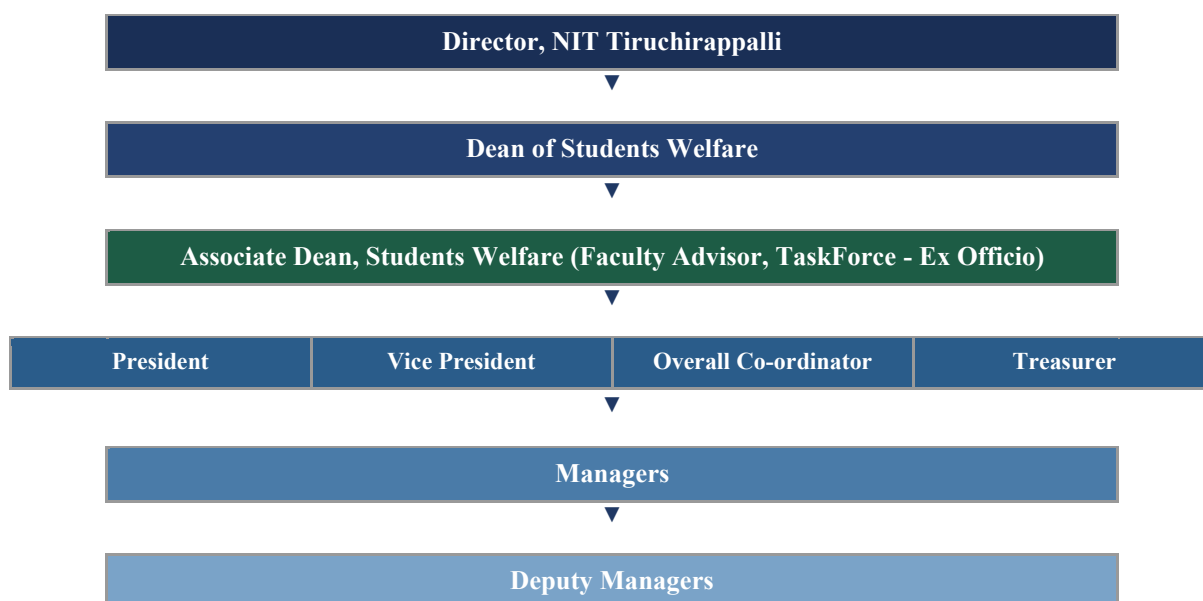 Director, NIT Tiruchirappalli
Dean of Students Welfare
Associate Dean, Students Welfare (Faculty Advisor, TaskForce - Ex Officio)
President Vice President Overall Co-ordinator Treasurer
Managers
Deputy Managers